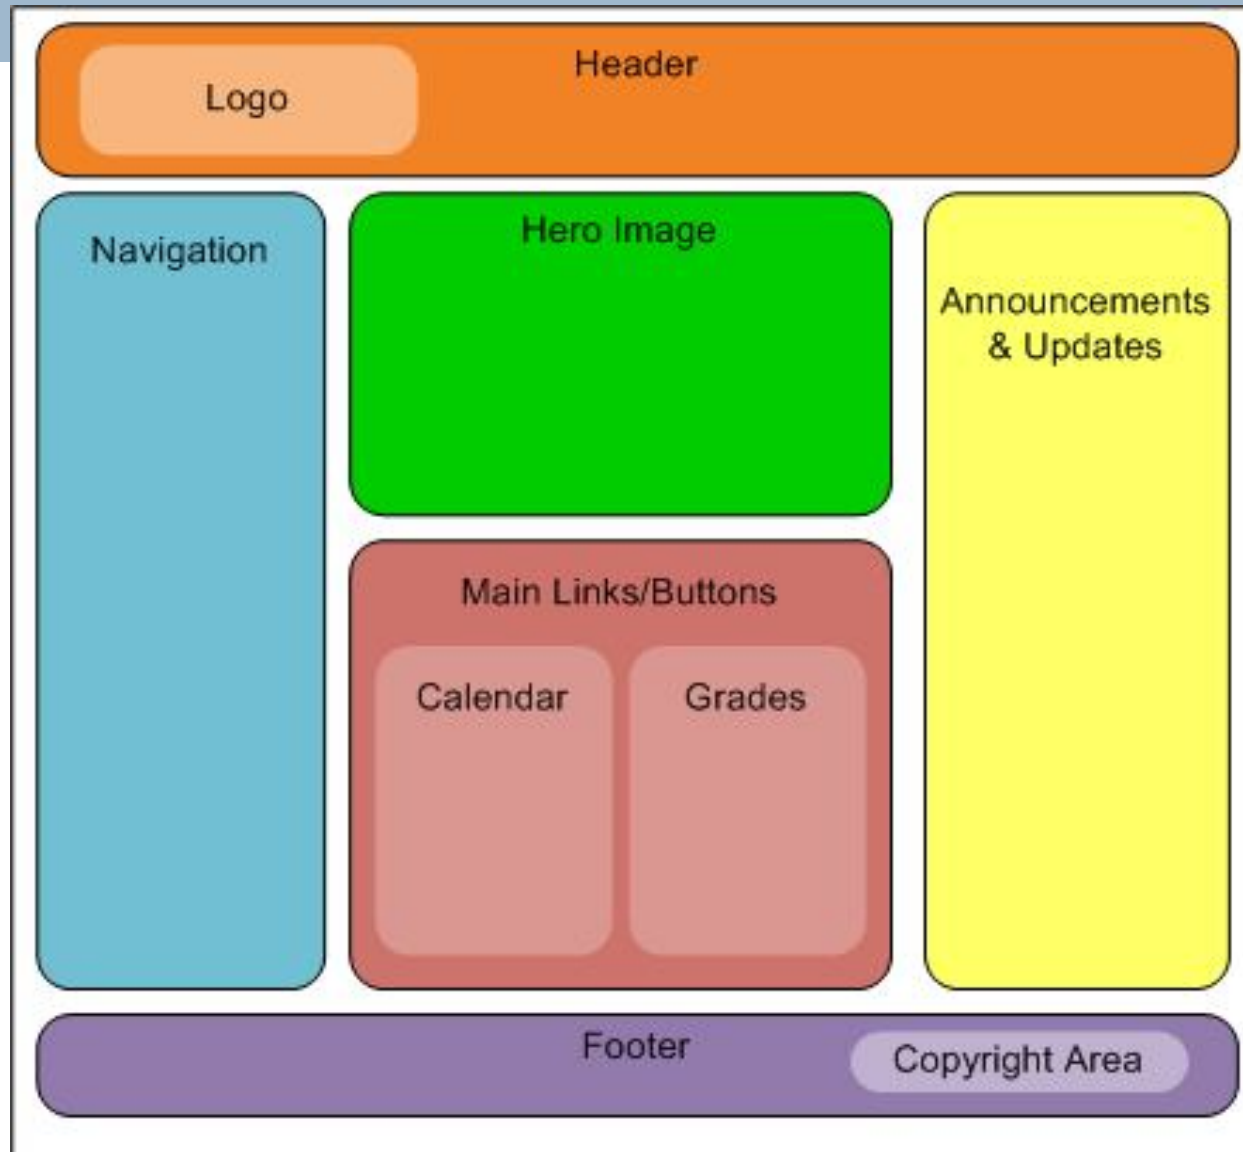 Header
Logo
Navigation
Hero Image
Announcements
& Updates
Main Links/Buttons
Calendar
Grades
Footer
Copyright Area